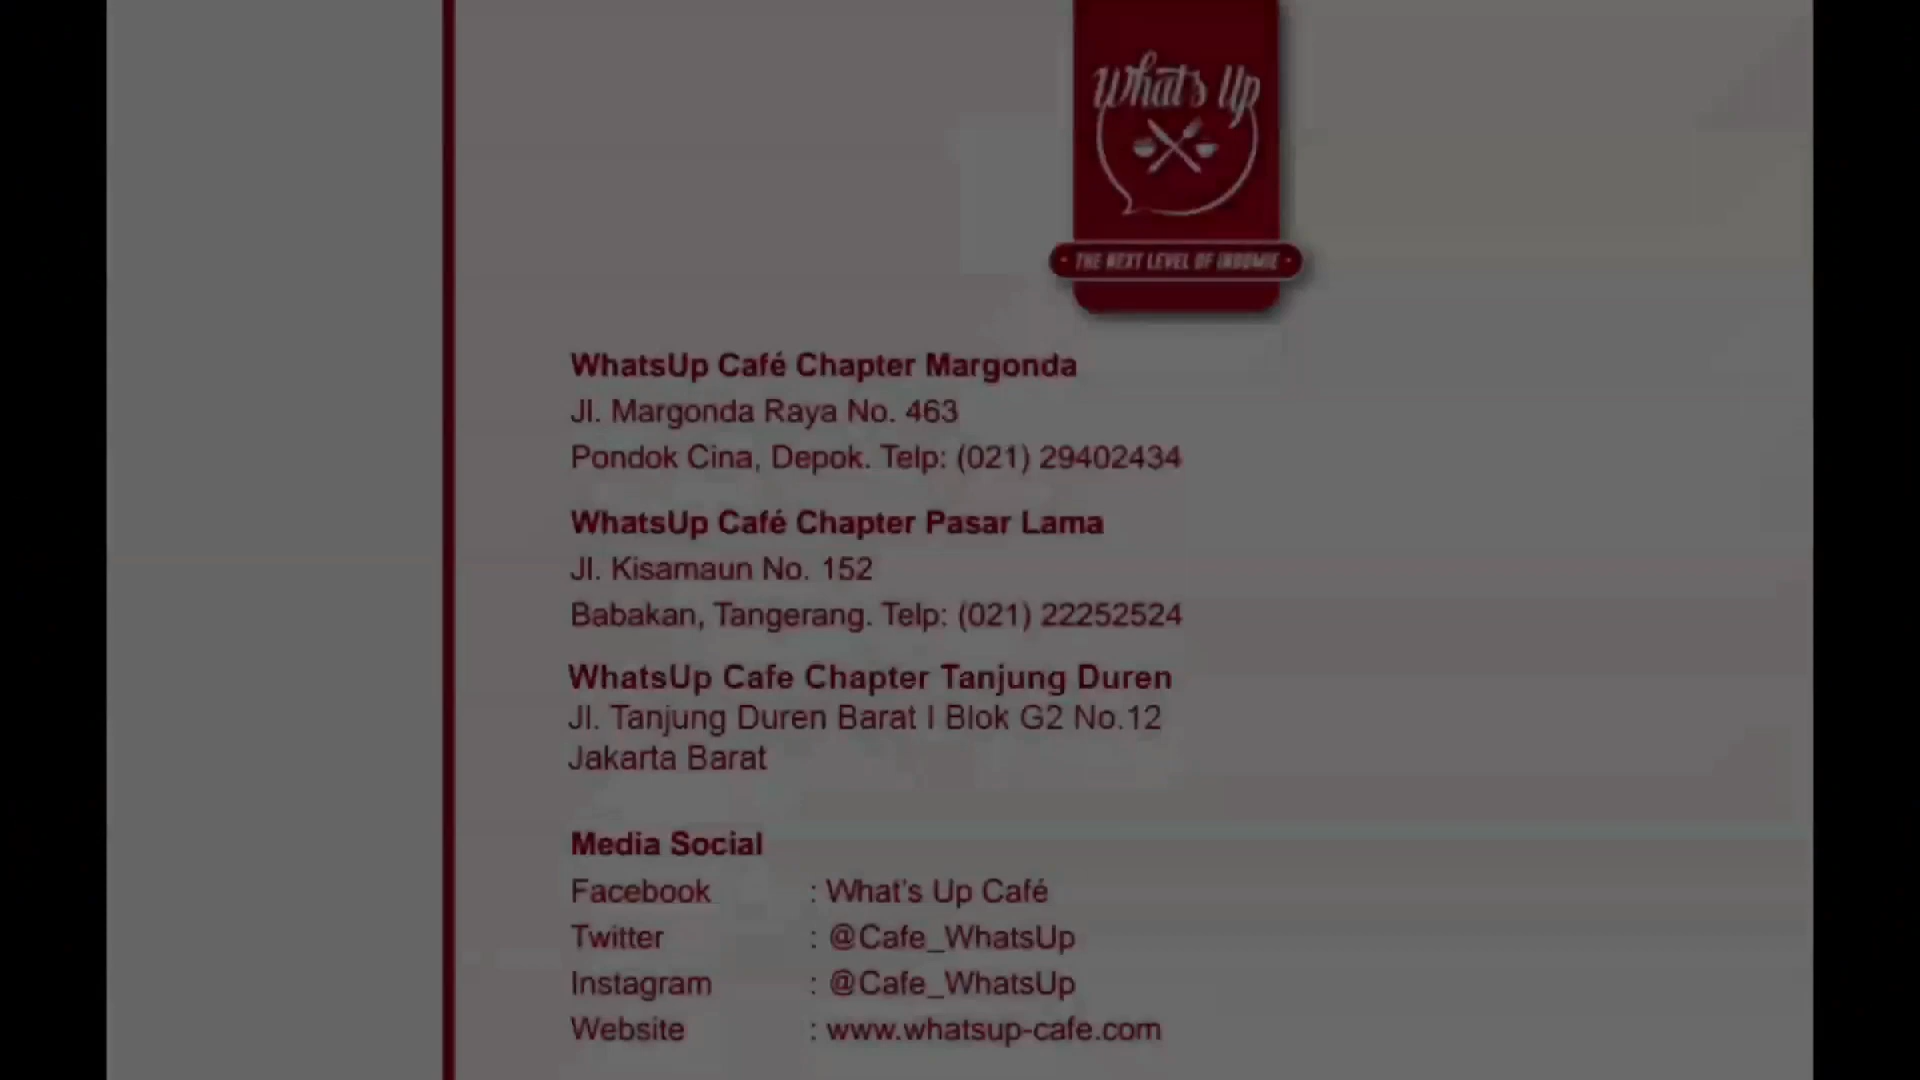 What's Up
• THE NEXT LEVEL OF INDOMIE •
WhatsUp Café Chapter Margonda
Jl. Margonda Raya No. 463
Pondok Cina, Depok. Telp: (021) 29402434
WhatsUp Café Chapter Pasar Lama
Jl. Kisamaun No. 152
Babakan, Tangerang. Telp: (021) 22252524
WhatsUp Cafe Chapter Tanjung Duren
Jl. Tanjung Duren Barat I Blok G2 No.12
Jakarta Barat
Media Social
Facebook : What's Up Café
Twitter : @Cafe_WhatsUp
Instagram : @Cafe_WhatsUp
Website : www.whatsup-cafe.com